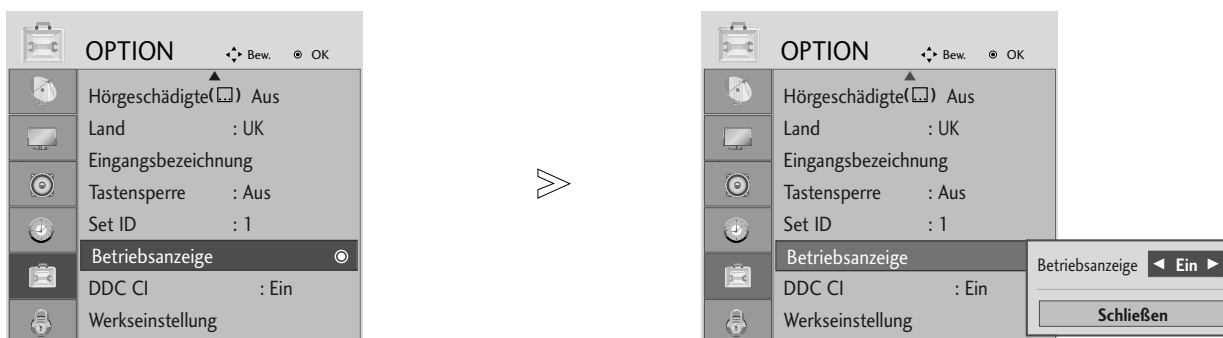 OPTION Bew. OK
Hörgeschädigte( ) Aus
Land : UK
Eingangsbezeichnung
Tastensperre : Aus
Set ID : 1
Betriebsanzeige
DDC CI : Ein
Werkseinstellung
OPTION Bew. OK
Hörgeschädigte( ) Aus
Land : UK
Eingangsbezeichnung
Tastensperre : Aus
Set ID : 1
Betriebsanzeige
DDC CI : Ein
Werkseinstellung
Betriebsanzeige ◄ Ein ►
Schließen